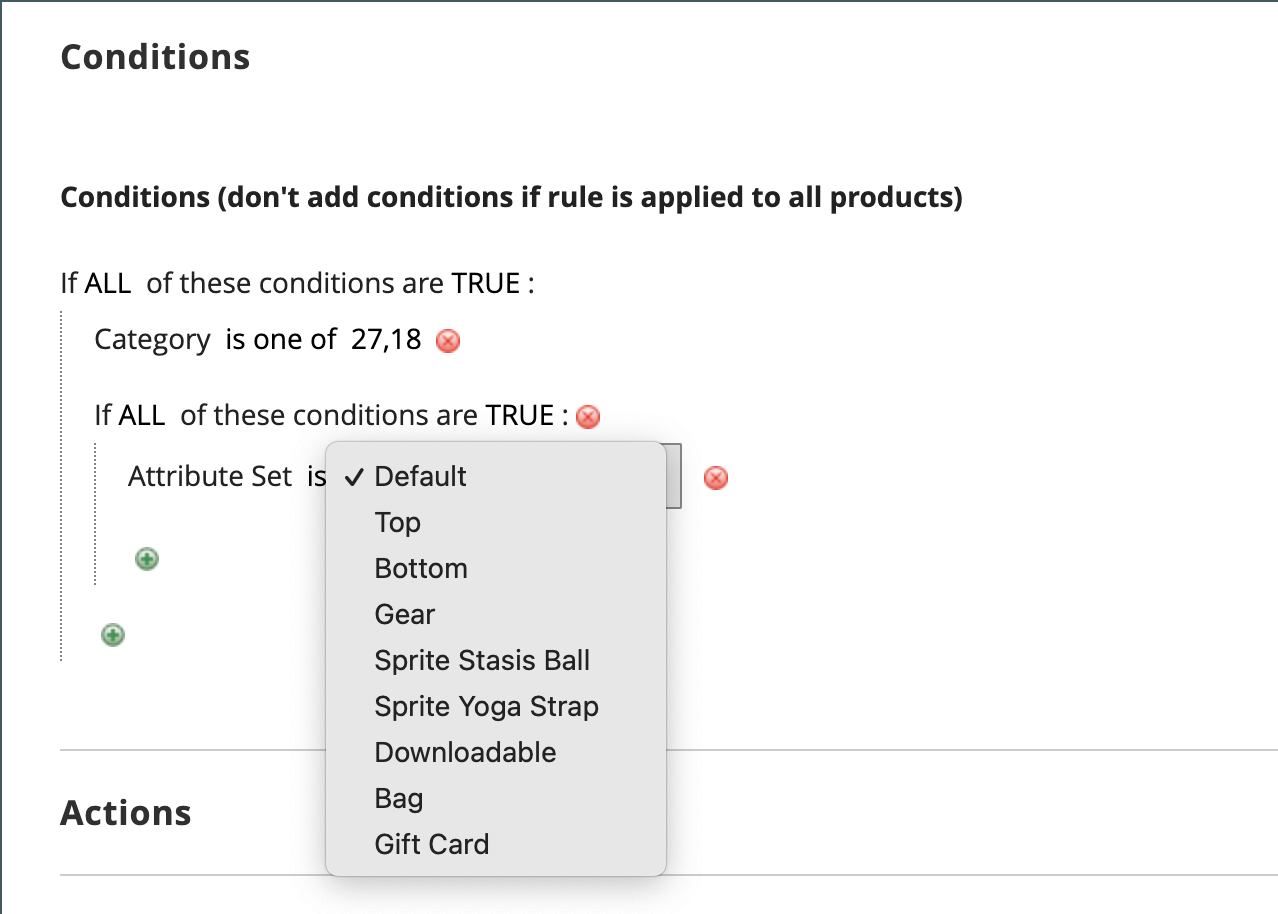 Conditions
Conditions (don't add conditions if rule is applied to all products)
If ALL of these conditions are TRUE :
Category is one of 27,18
If ALL of these conditions are TRUE :
Attribute Set is
✓ Default
Top
Bottom
Gear
Sprite Stasis Ball
Sprite Yoga Strap
Downloadable
Bag
Gift Card
Actions